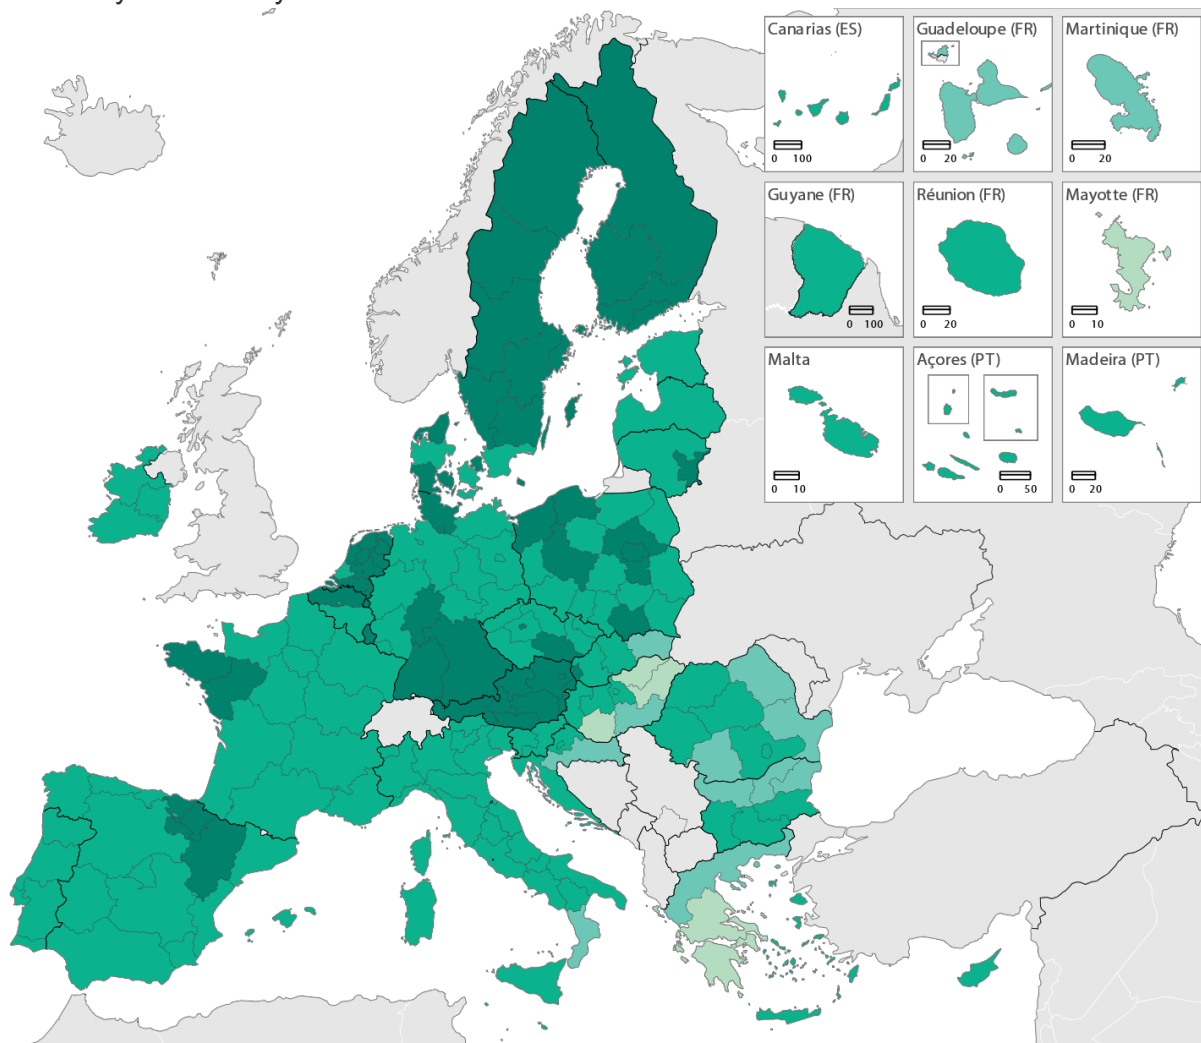 Canarias (ES)
0 100
Guadeloupe (FR)
0 20
Martinique (FR)
0 20
Guyane (FR)
0 100
Réunion (FR)
0 20
Mayotte (FR)
0 10
Malta
0 10
Açores (PT)
0 50
Madeira (PT)
0 20